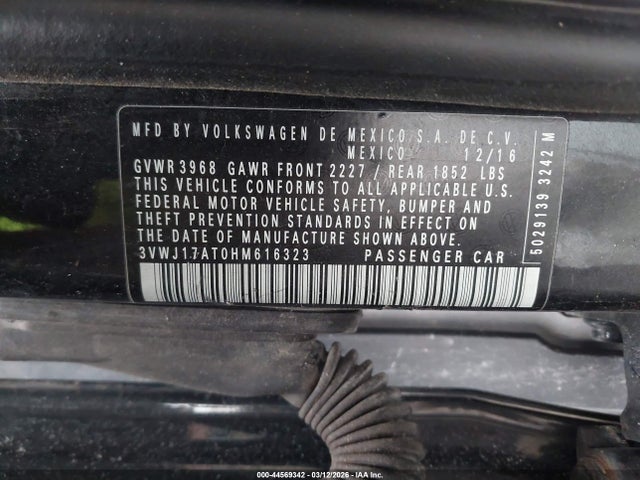 MFD BY VOLKSWAGEN DE MEXICO S.A. DE C.V.
MEXICO 12/16
GVWR 3968 GAWR FRONT 2227 / REAR 1852 LBS
THIS VEHICLE CONFORMS TO ALL APPLICABLE U.S.
FEDERAL MOTOR VEHICLE SAFETY, BUMPER AND
THEFT PREVENTION STANDARDS IN EFFECT ON
THE DATE OF MANUFACTURE SHOWN ABOVE.
3VWJ17AT0HM616323 PASSENGER CAR
5029139 3242 M
000-44569342 - 03/12/2026 - IAA Inc.